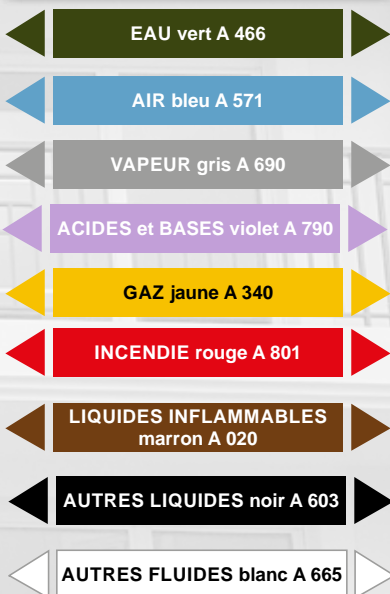 EAU vert A 466
AIR bleu A 571
VAPEUR gris A 690
ACIDES et BASES violet A 790
GAZ jaune A 340
INCENDIE rouge A 801
LIQUIDES INFLAMMABLES
marron A 020
AUTRES LIQUIDES noir A 603
AUTRES FLUIDES blanc A 665